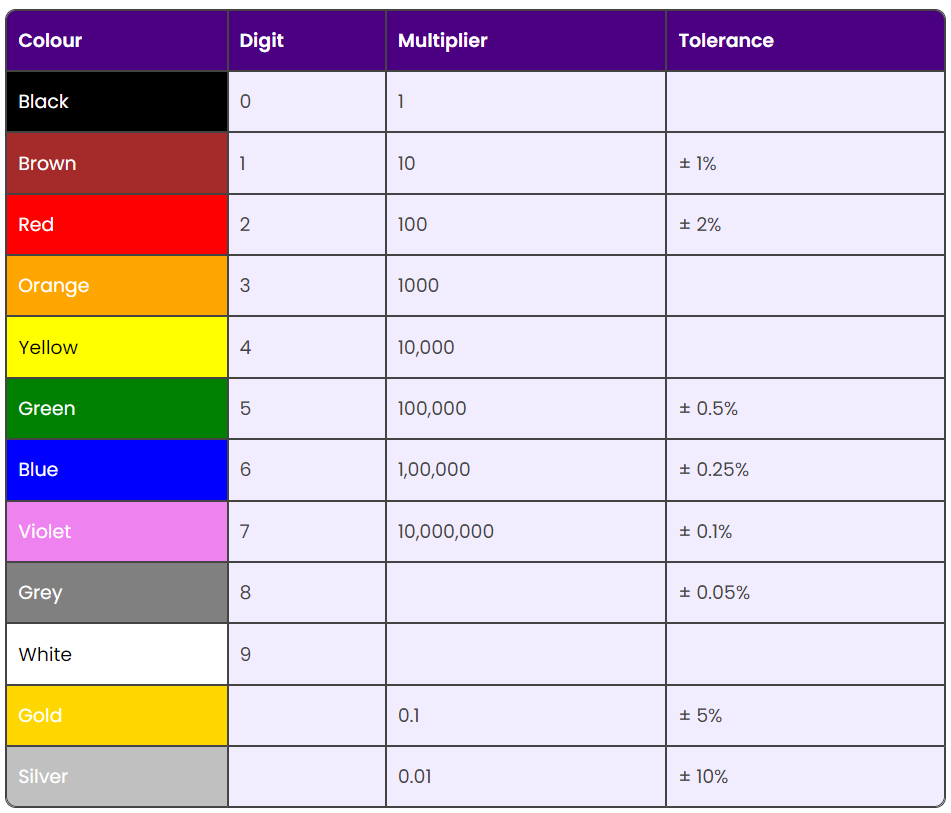 Colour Digit Multiplier Tolerance
Black 0 1
Brown 1 10 ± 1%
Red 2 100 ± 2%
Orange 3 1000
Yellow 4 10,000
Green 5 100,000 ± 0.5%
Blue 6 1,00,000 ± 0.25%
Violet 7 10,000,000 ± 0.1%
Grey 8 ± 0.05%
White 9
Gold 0.1 ± 5%
Silver 0.01 ± 10%